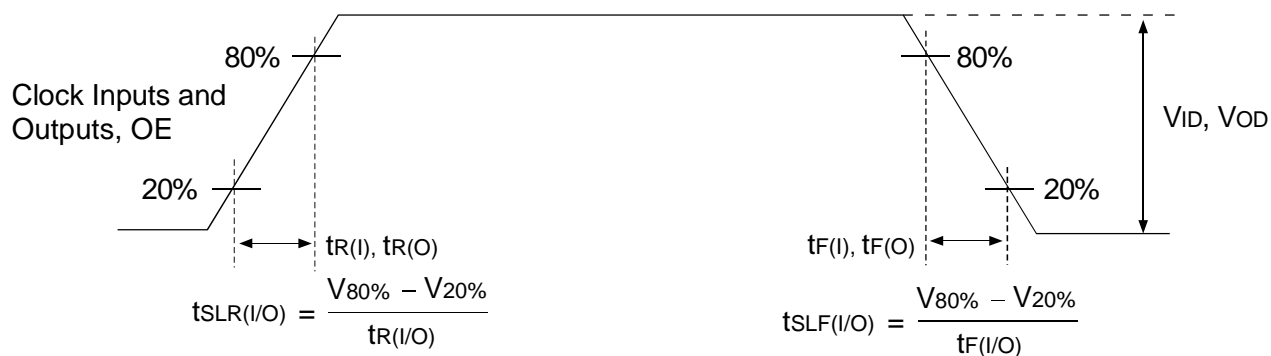 80%
80%
Clock Inputs and
Outputs, OE
VID, VOD
20%
20%
tR(I), tR(O)
tF(I), tF(O)
tSLR(I/O) = V80% – V20% / tR(I/O)
tSLF(I/O) = V80% – V20% / tF(I/O)